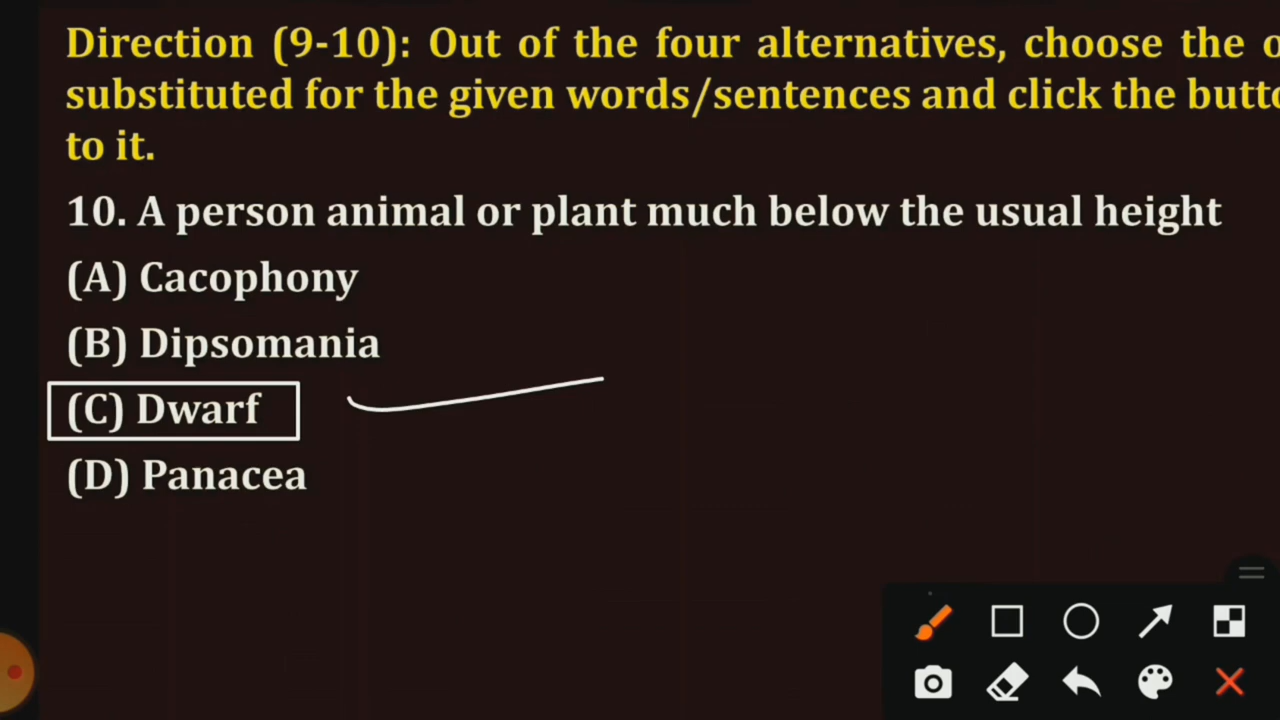 Direction (9-10): Out of the four alternatives, choose the
substituted for the given words/sentences and click the
to it.
10. A person animal or plant much below the usual height
(A) Cacophony
(B) Dipsomania
(C) Dwarf
(D) Panacea